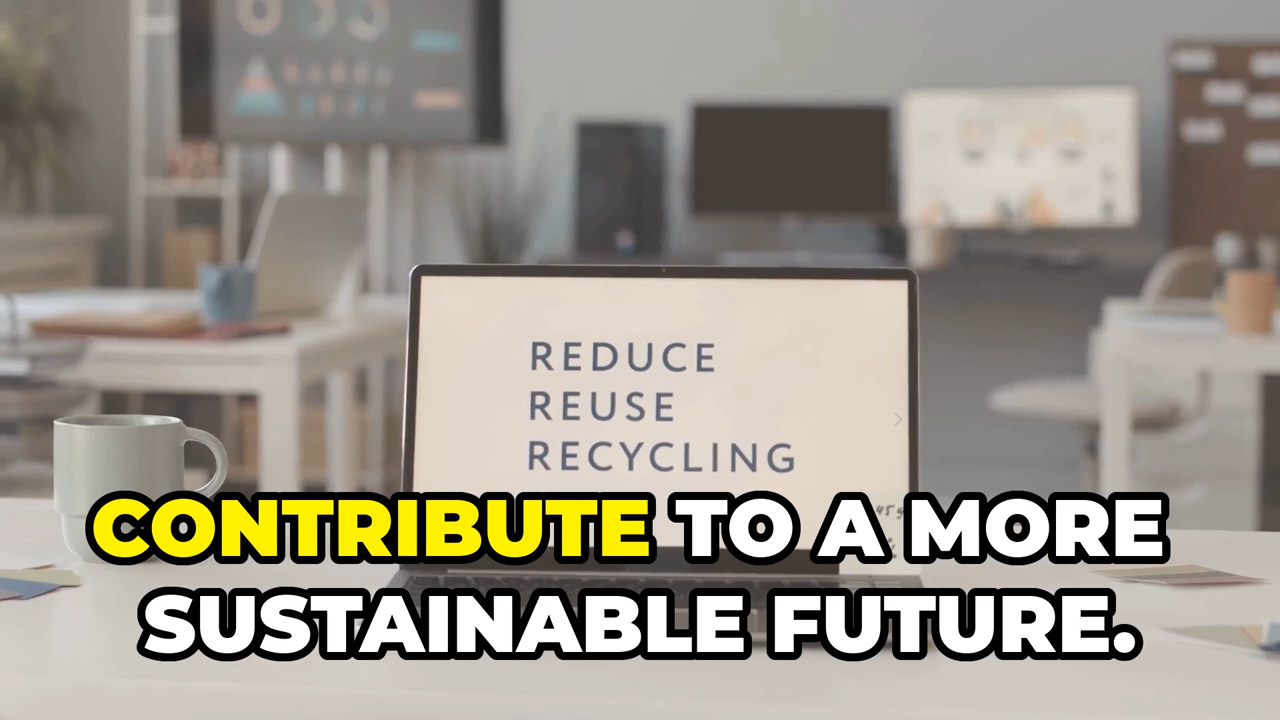 REDUCE
REUSE
RECYCLING
CONTRIBUTE TO A MORE
SUSTAINABLE FUTURE.